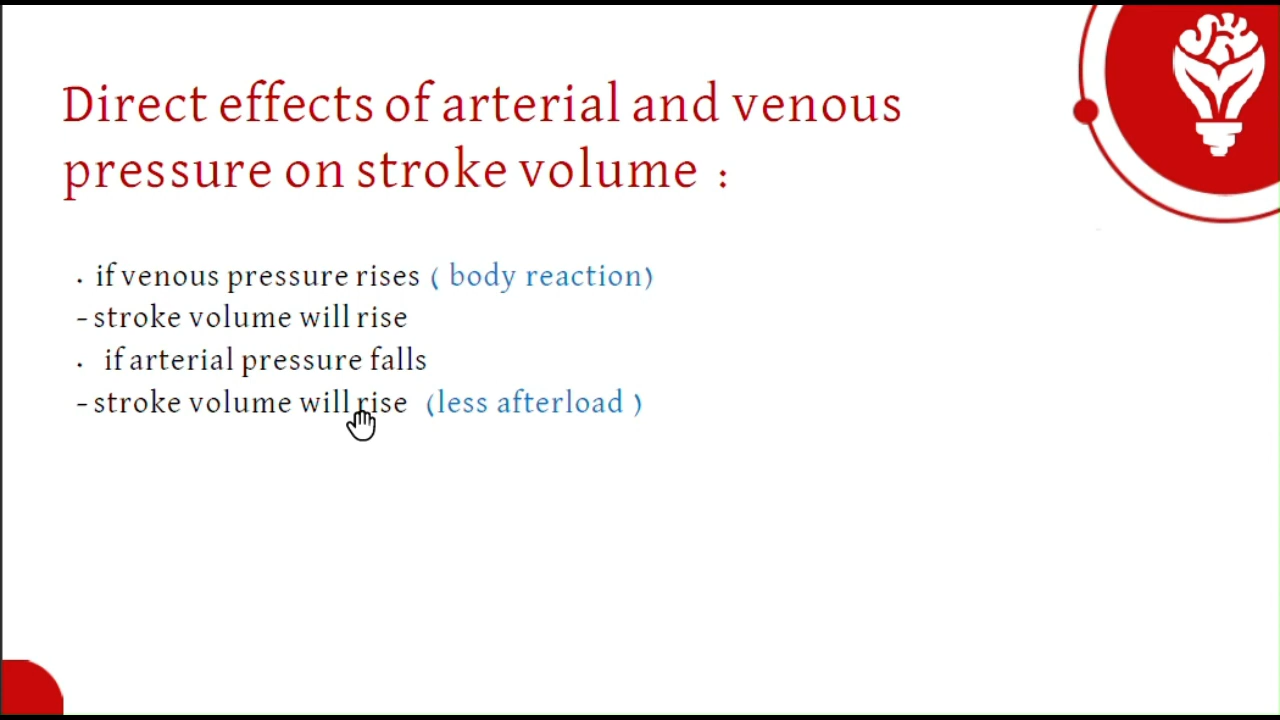 Direct effects of arterial and venous
pressure on stroke volume :
. if venous pressure rises ( body reaction)
- stroke volume will rise
. if arterial pressure falls
- stroke volume will rise (less afterload )